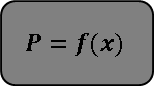 P = f(x)